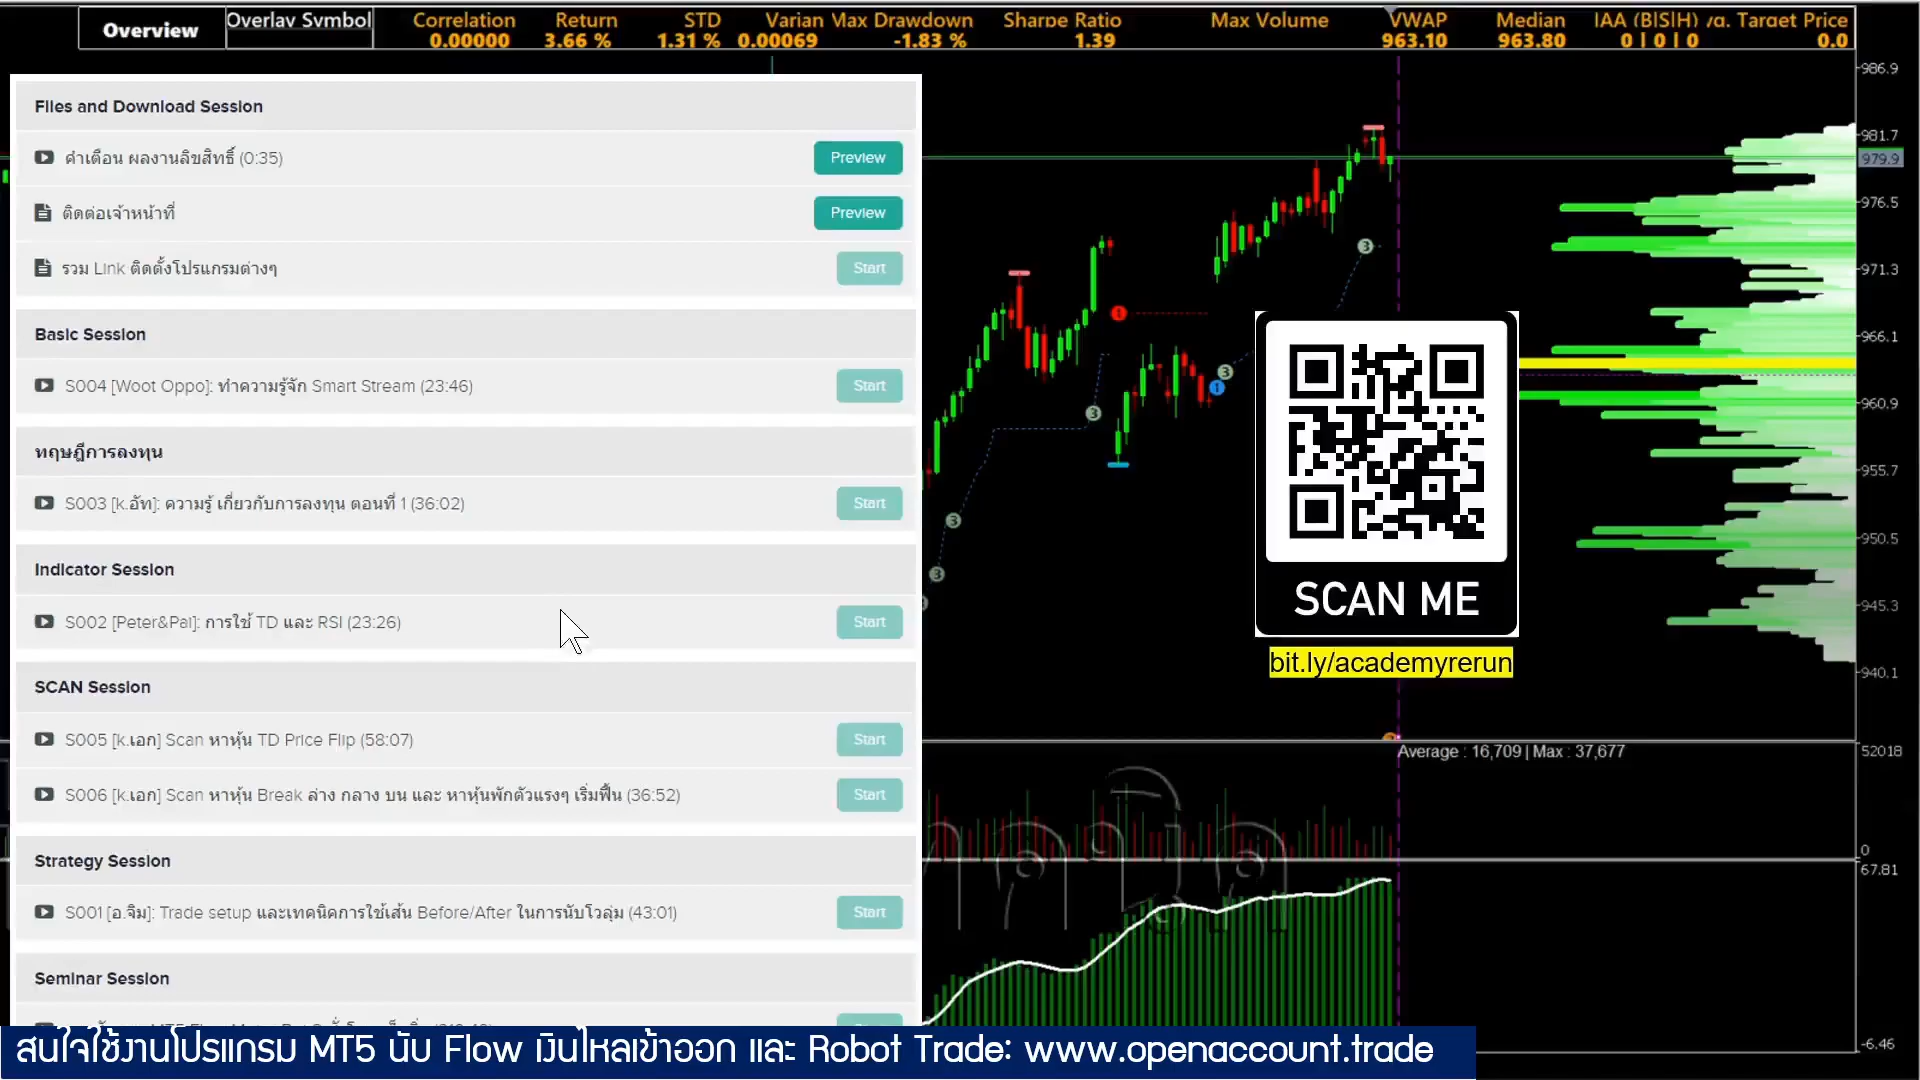 Overview
Overlay Symbol
Correlation Return STD Varian Max Drawdown Sharpe Ratio Max Volume VWAP Median IAA (B|S|H) Target Price
0.00000 3.66 % 1.31 % 0.00069 -1.83 % 1.39 963.10 963.80 0 | 0 | 0 0.0
Files and Download Session
คำเตือน ผลงานลิขสิทธิ์ (0:35)
Preview
ติดต่อเจ้าหน้าที่
Preview
รวม Link ติดตั้งโปรแกรมต่างๆ
Start
Basic Session
S004 [Woot Oppo]: ทำความรู้จัก Smart Stream (23:46)
Start
ทฤษฎีการลงทุน
S003 [k.อัท]: ความรู้ เกี่ยวกับการลงทุน ตอนที่ 1 (36:02)
Start
Indicator Session
S002 [Peter&Pai]: การใช้ TD และ RSI (23:26)
Start
SCAN Session
S005 [k.เอก] Scan หาหุ้น TD Price Flip (58:07)
Start
S006 [k.เอก] Scan หาหุ้น Break ล่าง กลาง บน และ หาหุ้นพักตัวแรงๆ เริ่มฟื้น (36:52)
Start
Strategy Session
S001 [อ.จิม]: Trade setup และเทคนิคการใช้เส้น Before/After ในการนับโวลุ่ม (43:01)
Start
Seminar Session
SCAN ME
bit.ly/academyrerun
986.9
981.7
979.9
976.5
971.3
966.1
960.9
955.7
950.5
945.3
940.1
Average : 16,709 | Max : 37,677
52018
0
67.81
-6.46
สนใจใช้งานโปรแกรม MT5 นับ Flow เงินไหลเข้าออก และ Robot Trade: www.openaccount.trade